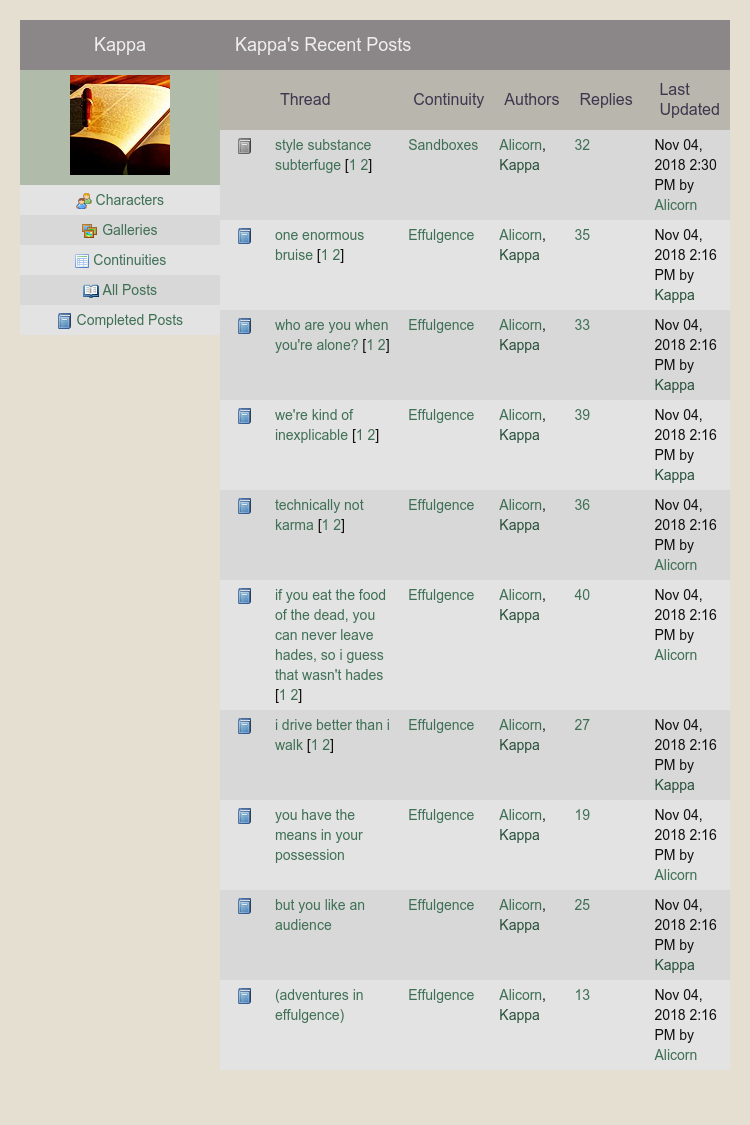 Kappa
Characters
Galleries
Continuities
All Posts
Completed Posts
Kappa's Recent Posts
Thread Continuity Authors Replies Last
Updated
style substance Sandboxes Alicorn, 32 Nov 04,
subterfuge [1 2] Kappa 2018 2:30
PM by
Alicorn
one enormous Effulgence Alicorn, 35 Nov 04,
bruise [1 2] Kappa 2018 2:16
PM by
Kappa
who are you when Effulgence Alicorn, 33 Nov 04,
you're alone? [1 2] Kappa 2018 2:16
PM by
Kappa
we're kind of Effulgence Alicorn, 39 Nov 04,
inexplicable [1 2] Kappa 2018 2:16
PM by
Kappa
technically not Effulgence Alicorn, 36 Nov 04,
karma [1 2] Kappa 2018 2:16
PM by
Alicorn
if you eat the food Effulgence Alicorn, 40 Nov 04,
of the dead, you Kappa 2018 2:16
can never leave PM by
hades, so i guess Alicorn
that wasn't hades
[1 2]
i drive better than i Effulgence Alicorn, 27 Nov 04,
walk [1 2] Kappa 2018 2:16
PM by
Kappa
you have the Effulgence Alicorn, 19 Nov 04,
means in your Kappa 2018 2:16
possession PM by
Alicorn
but you like an Effulgence Alicorn, 25 Nov 04,
audience Kappa 2018 2:16
PM by
Kappa
(adventures in Effulgence Alicorn, 13 Nov 04,
effulgence) Kappa 2018 2:16
PM by
Alicorn